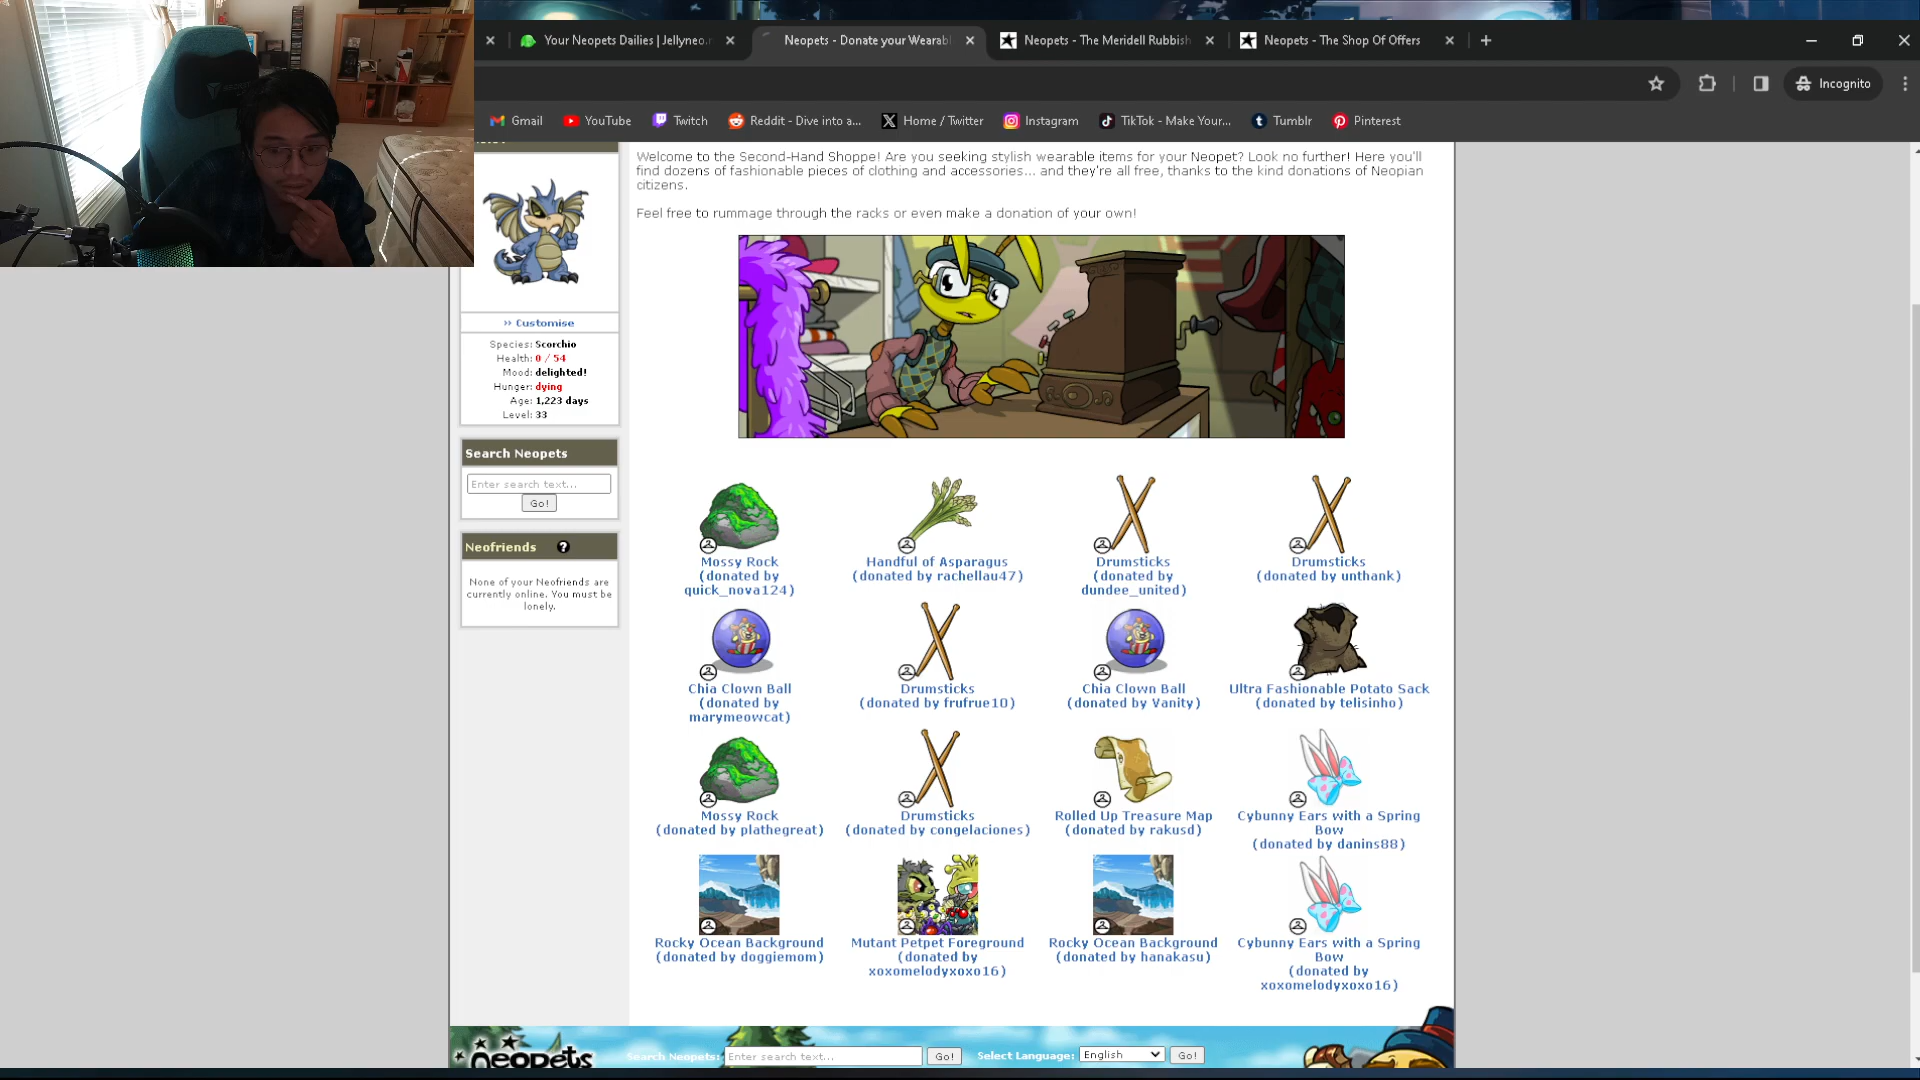 Your Neopets Dailies | Jellyneo.n
Neopets - Donate your Wearabl
Neopets - The Meridell Rubbish
Neopets - The Shop Of Offers
Incognito
Gmail
YouTube
Twitch
Reddit - Dive into a...
Home / Twitter
Instagram
TikTok - Make Your...
Tumblr
Pinterest
Welcome to the Second-Hand Shoppe! Are you seeking stylish wearable items for your Neopet? Look no further! Here you'll
find dozens of fashionable pieces of clothing and accessories... and they're all free, thanks to the kind donations of Neopian
citizens.
Feel free to rummage through the racks or even make a donation of your own!
>> Customise
Species: Scorchio
Health: 0 / 54
Mood: delighted!
Hunger: dying
Age: 1,223 days
Level: 33
Search Neopets
Enter search text...
Go!
Neofriends ?
None of your Neofriends are
currently online. You must be
lonely.
Mossy Rock
(donated by
quick_nova124)
Handful of Asparagus
(donated by rachellau47)
Drumsticks
(donated by
dundee_united)
Drumsticks
(donated by unthank)
Chia Clown Ball
(donated by
marymeowcat)
Drumsticks
(donated by frufrue10)
Chia Clown Ball
(donated by Vanity)
Ultra Fashionable Potato Sack
(donated by telisinho)
Mossy Rock
(donated by plathegreat)
Drumsticks
(donated by congelaciones)
Rolled Up Treasure Map
(donated by rakusd)
Cybunny Ears with a Spring
Bow
(donated by danins88)
Rocky Ocean Background
(donated by doggiemom)
Mutant Petpet Foreground
(donated by
xoxomelodyxoxo16)
Rocky Ocean Background
(donated by hanakasu)
Cybunny Ears with a Spring
Bow
(donated by
xoxomelodyxoxo16)
neopets
Search Neopets: Enter search text... Go! Select Language: English Go!